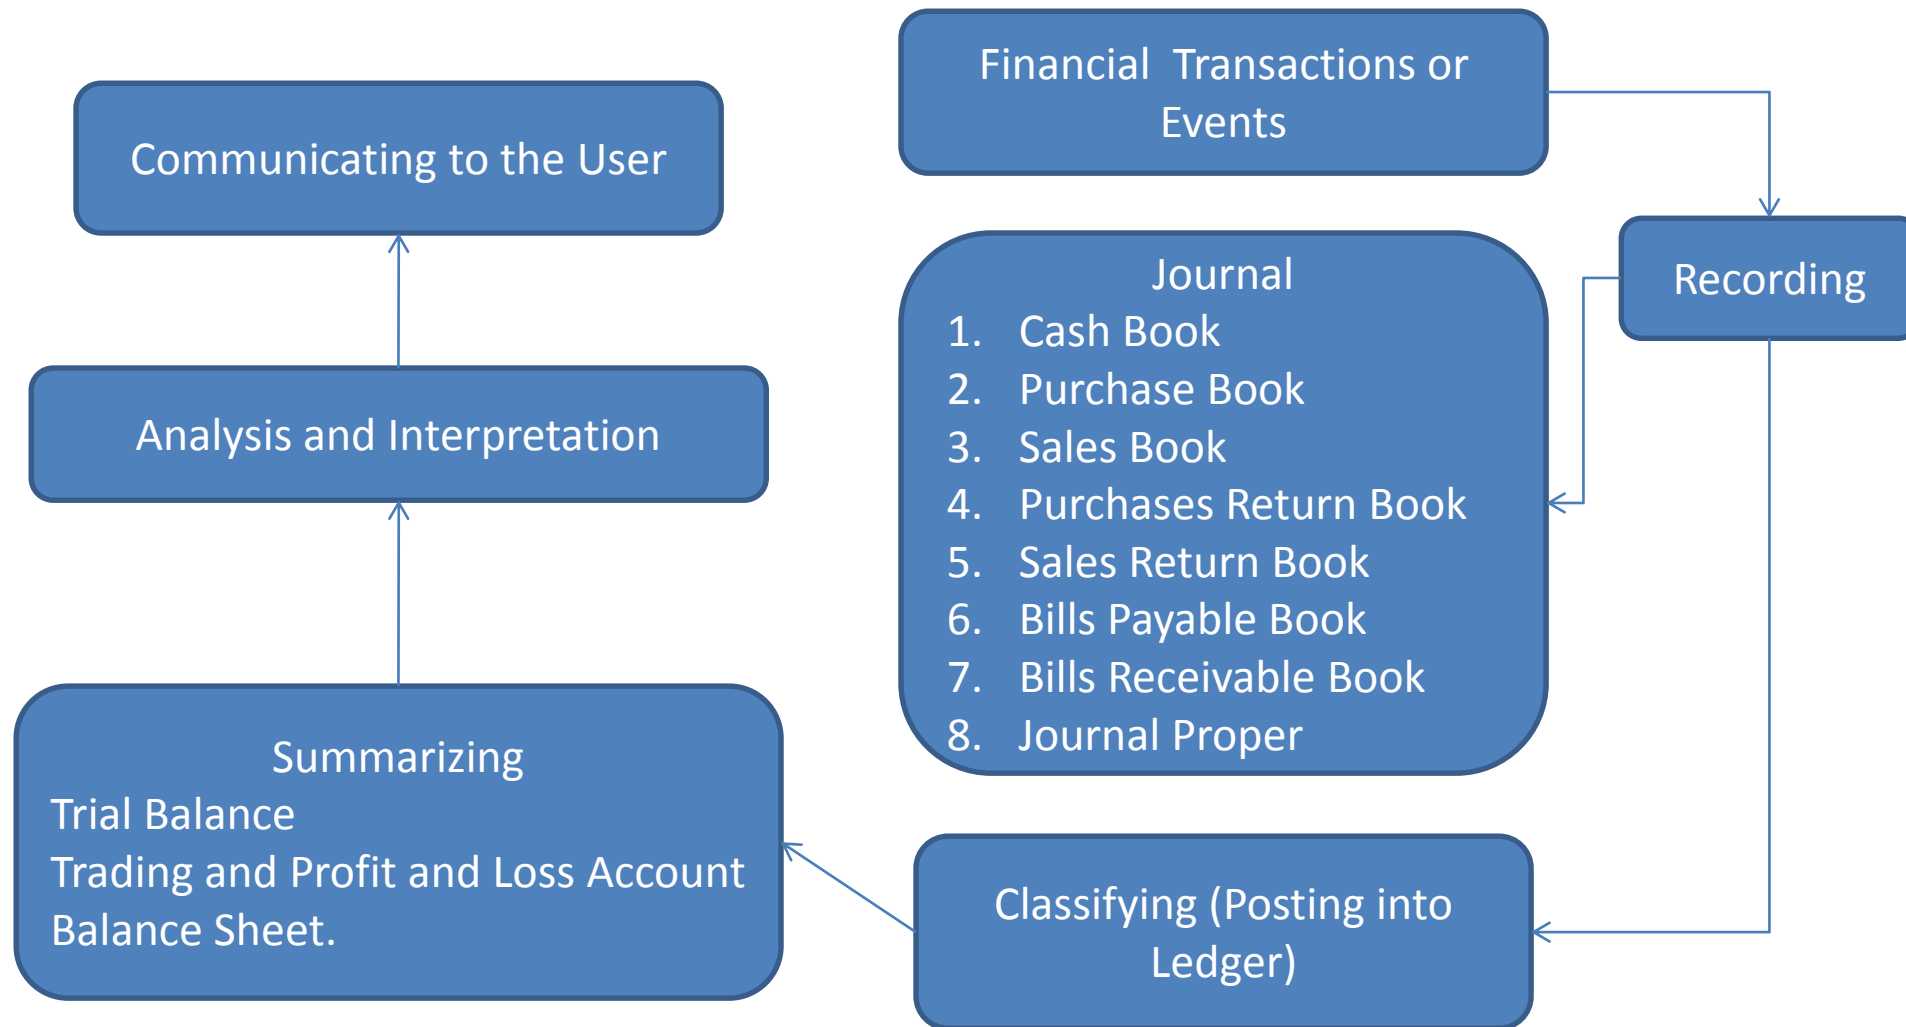 Financial Transactions or
Events
Communicating to the User
Recording
Journal
1. Cash Book
2. Purchase Book
3. Sales Book
4. Purchases Return Book
5. Sales Return Book
6. Bills Payable Book
7. Bills Receivable Book
8. Journal Proper
Analysis and Interpretation
Summarizing
Trial Balance
Trading and Profit and Loss Account
Balance Sheet.
Classifying (Posting into
Ledger)